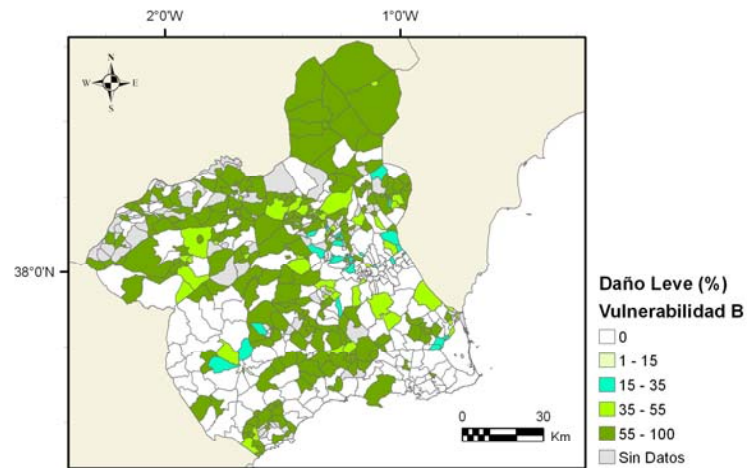 2°0'W
1°0'W
N
W
E
S
38°0'N
Daño Leve (%)
Vulnerabilidad B
0
1 - 15
15 - 35
35 - 55
55 - 100
Sin Datos
0
30
Km